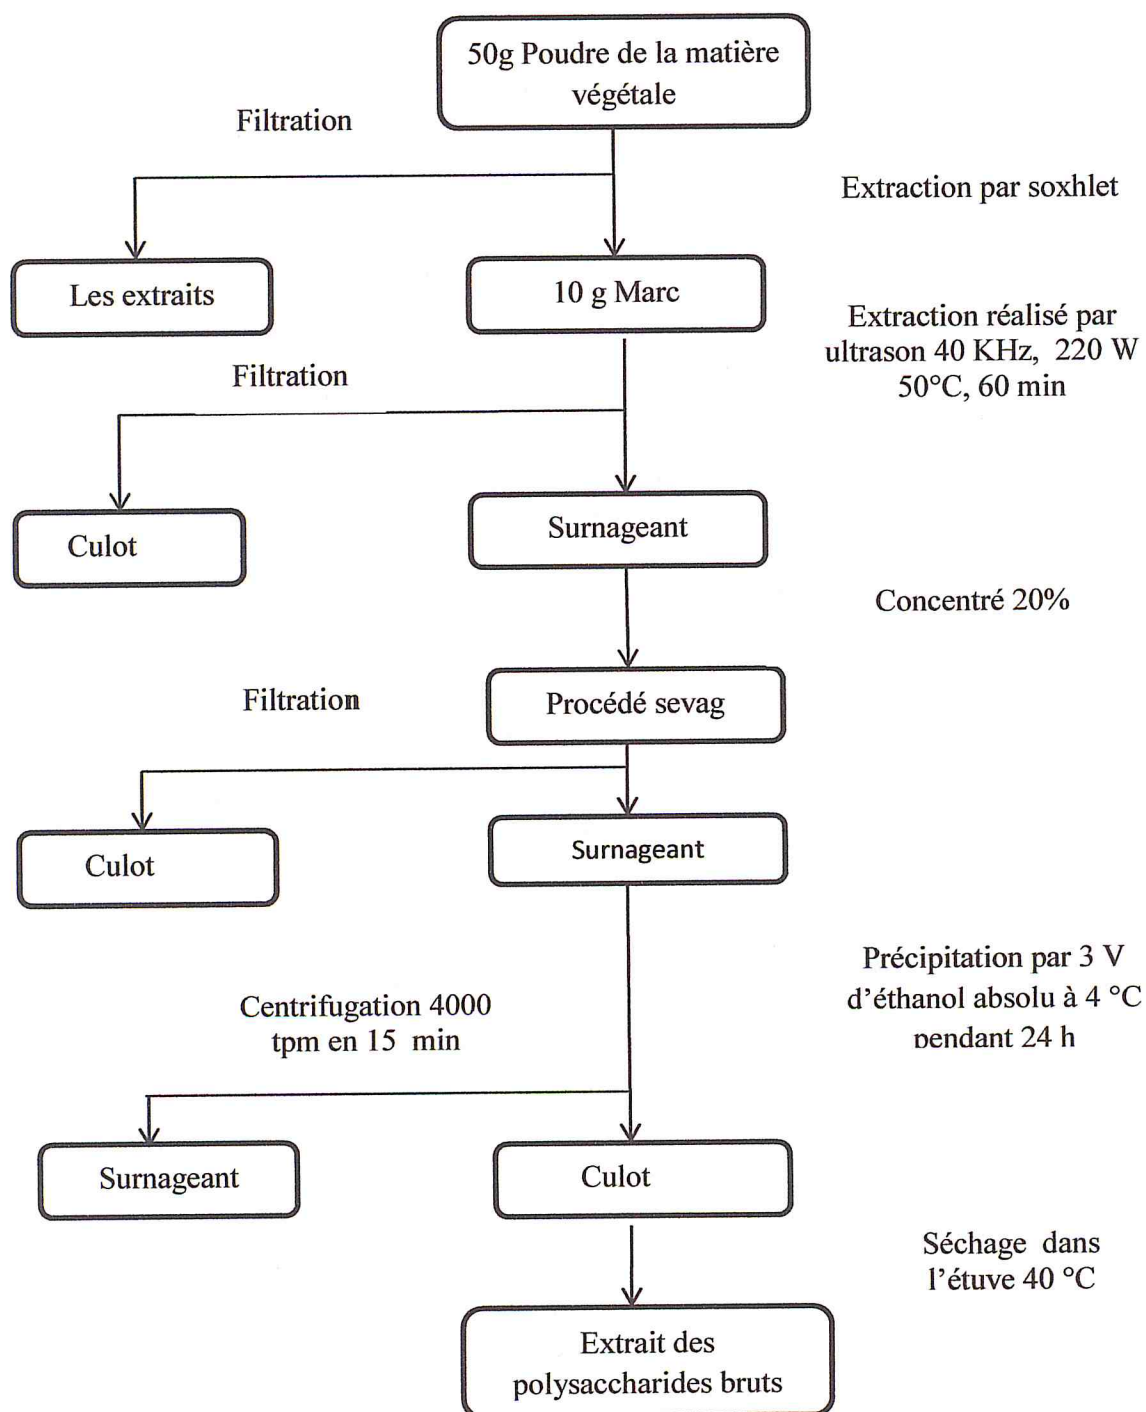 50g Poudre de la matière
végétale
Filtration
Extraction par soxhlet
Les extraits
10 g Marc
Extraction réalisé par
ultrason 40 KHz, 220 W
50°C, 60 min
Filtration
Culot
Surnageant
Concentré 20%
Filtration
Procédé sevag
Culot
Surnageant
Précipitation par 3 V
d'éthanol absolu à 4 °C
pendant 24 h
Centrifugation 4000
tpm en 15 min
Surnageant
Culot
Séchage dans
l'étuve 40 °C
Extrait des
polysaccharides bruts